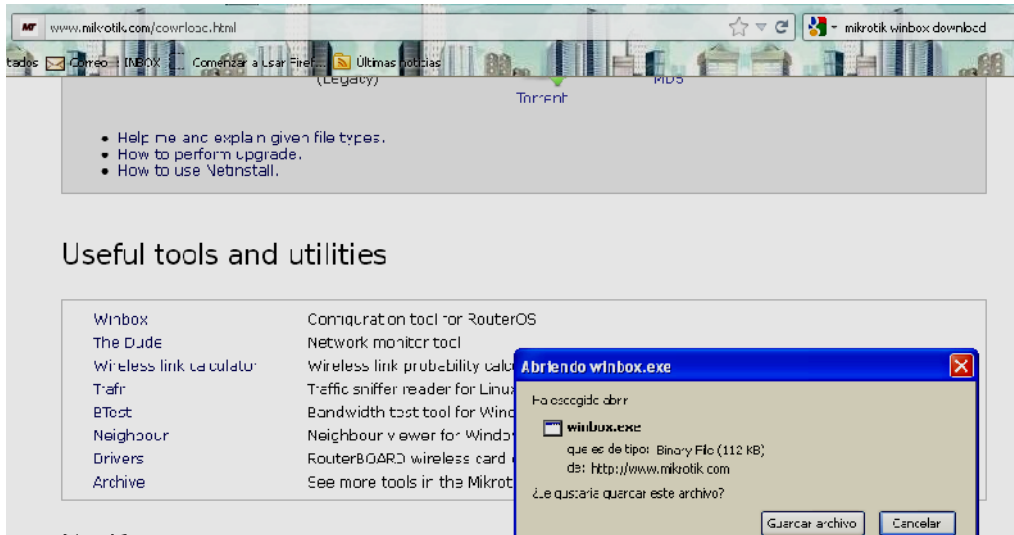 www.mikrotik.com/download.html mikrotik winbox download
tados Correo :: INBOX Comenzar a usar Firef... Últimas noticias
(Legacy) MD5
Torrent
Help me and explain given file types.
How to perform upgrade.
How to use Netinstall.
Useful tools and utilities
Winbox Configuration tool for RouterOS
The Dude Network monitor tool
Wireless link calculator Wireless link probability calc
Trafr Traffic sniffer reader for Linux
BTest Bandwidth test tool for Wind
Neighbour Neighbour viewer for Windo
Drivers RouterBOARD wireless card
Archive See more tools in the Mikrot
Abriendo winbox.exe
Ha escogido abrir
winbox.exe
que es de tipo: Binary File (112 KB)
de: http://www.mikrotik.com
¿Le gustaría guardar este archivo?
Guardar archivo Cancelar